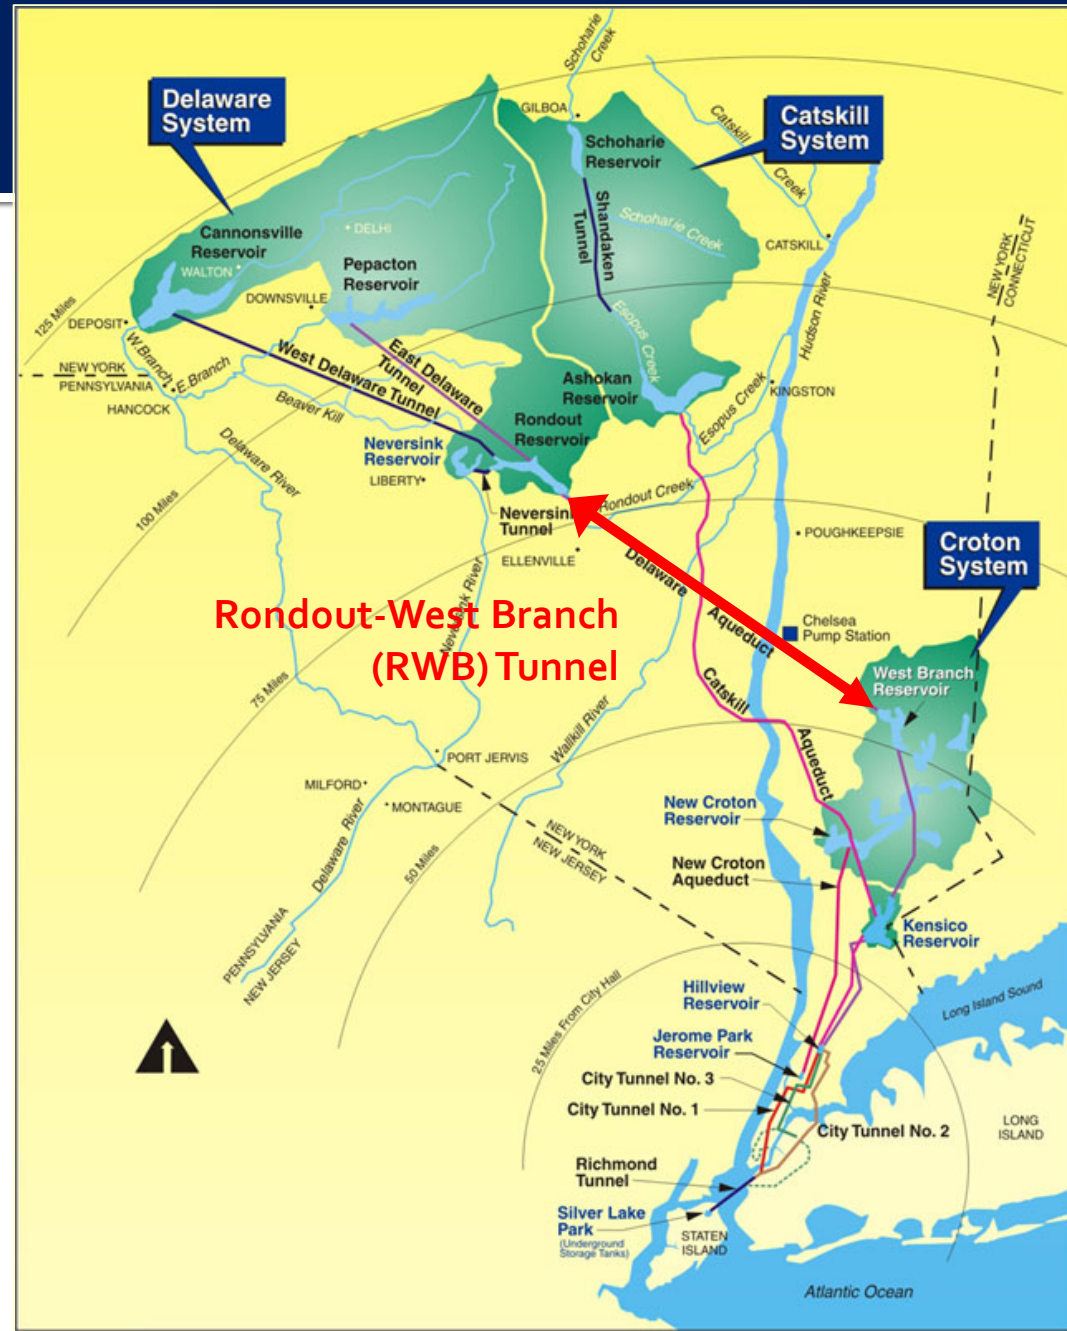 Delaware
System
Catskill
System
Schoharie
Creek
GILBOA
Schoharie
Reservoir
Catskill
Creek
Shandaken
Tunnel
Schoharie Creek
CATSKILL
Cannonsville
Reservoir
DELHI
WALTON
Pepacton
Reservoir
DOWNSVILLE
NEW YORK
CONNECTICUT
125 Miles
DEPOSIT
W. Branch
E. Branch
NEW YORK
PENNSYLVANIA
HANCOCK
West Delaware Tunnel
East Delaware
Tunnel
Beaver Kill
Esopus Creek
Hudson River
Ashokan
Reservoir
Esopus Creek
KINGSTON
Rondout
Reservoir
Neversink
Reservoir
LIBERTY
Delaware River
100 Miles
Rondout Creek
Neversink
Tunnel
ELLENVILLE
POUGHKEEPSIE
Croton
System
Delaware
Aqueduct
Rondout-West Branch
(RWB) Tunnel
Neversink River
Chelsea
Pump Station
West Branch
Reservoir
75 Miles
Catskill
Aqueduct
Wallkill River
PORT JERVIS
MILFORD
MONTAGUE
Delaware River
50 Miles
NEW YORK
NEW JERSEY
New Croton
Reservoir
New Croton
Aqueduct
PENNSYLVANIA
NEW JERSEY
Kensico
Reservoir
25 Miles From City Hall
Hillview
Reservoir
Long Island Sound
Jerome Park
Reservoir
City Tunnel No. 3
City Tunnel No. 1
City Tunnel No. 2
LONG
ISLAND
Richmond
Tunnel
Silver Lake
Park
(Underground
Storage Tanks)
STATEN
ISLAND
Atlantic Ocean